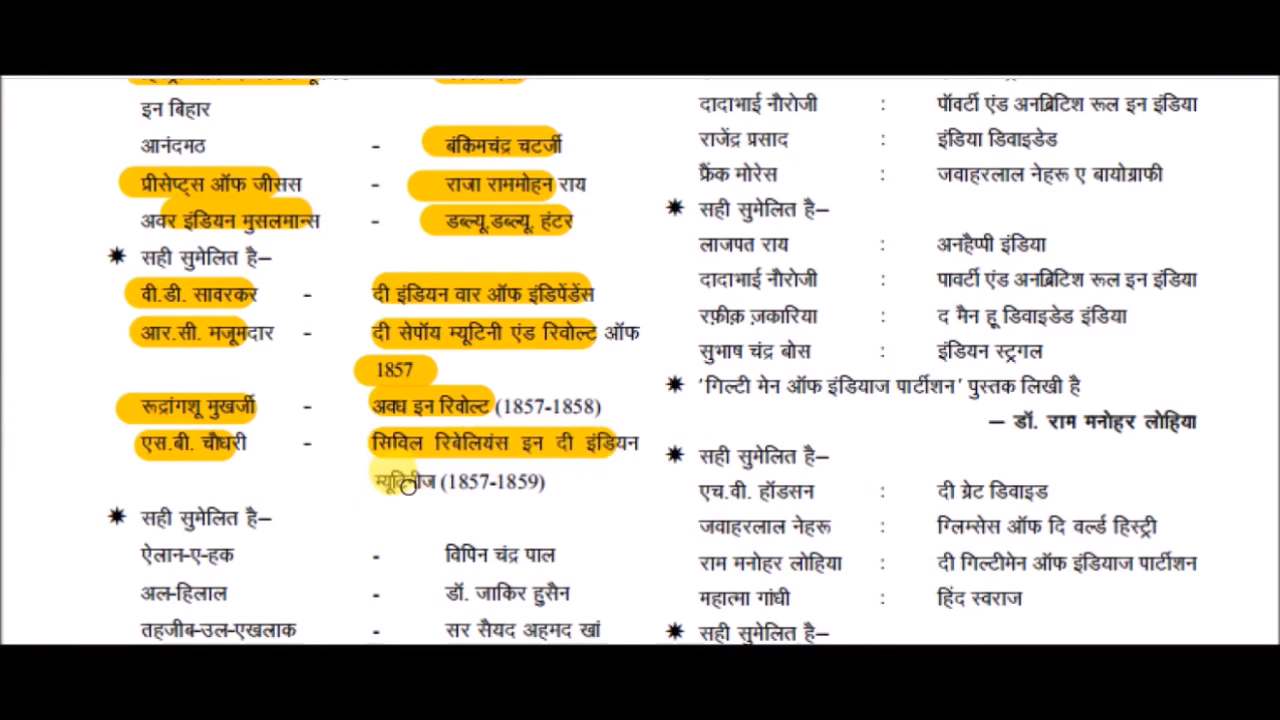 इन बिहार
आनंदमठ - बंकिमचंद्र चटर्जी
प्रीसेप्ट्स ऑफ जीसस - राजा राममोहन राय
अवर इंडियन मुसलमान्स - डब्ल्यू.डब्ल्यू. हंटर
✷ सही सुमेलित है–
वी.डी. सावरकर - दी इंडियन वार ऑफ इंडिपेंडेंस
आर.सी. मजूमदार - दी सेपॉय म्यूटिनी एंड रिवोल्ट ऑफ
1857
रूद्रांगशू मुखर्जी - अवध इन रिवोल्ट (1857-1858)
एस.बी. चौधरी - सिविल रिबेलियंस इन दी इंडियन
म्यूटिनीज (1857-1859)
✷ सही सुमेलित है–
ऐलान-ए-हक - विपिन चंद्र पाल
अल-हिलाल - डॉ. जाकिर हुसैन
तहजीब-उल-एखलाक - सर सैयद अहमद खां
दादाभाई नौरोजी : पॉवर्टी एंड अनब्रिटिश रूल इन इंडिया
राजेंद्र प्रसाद : इंडिया डिवाइडेड
फ्रैंक मोरेस : जवाहरलाल नेहरू ए बायोग्राफी
✷ सही सुमेलित है–
लाजपत राय : अनहैप्पी इंडिया
दादाभाई नौरोजी : पावर्टी एंड अनब्रिटिश रूल इन इंडिया
रफ़ीक़ ज़कारिया : द मैन हू डिवाइडेड इंडिया
सुभाष चंद्र बोस : इंडियन स्ट्रगल
✷ 'गिल्टी मेन ऑफ इंडियाज पार्टीशन' पुस्तक लिखी है
– डॉ. राम मनोहर लोहिया
✷ सही सुमेलित है–
एच.वी. हॉडसन : दी ग्रेट डिवाइड
जवाहरलाल नेहरू : ग्लिम्सेस ऑफ दि वर्ल्ड हिस्ट्री
राम मनोहर लोहिया : दी गिल्टीमेन ऑफ इंडियाज पार्टीशन
महात्मा गांधी : हिंद स्वराज
✷ सही सुमेलित है–